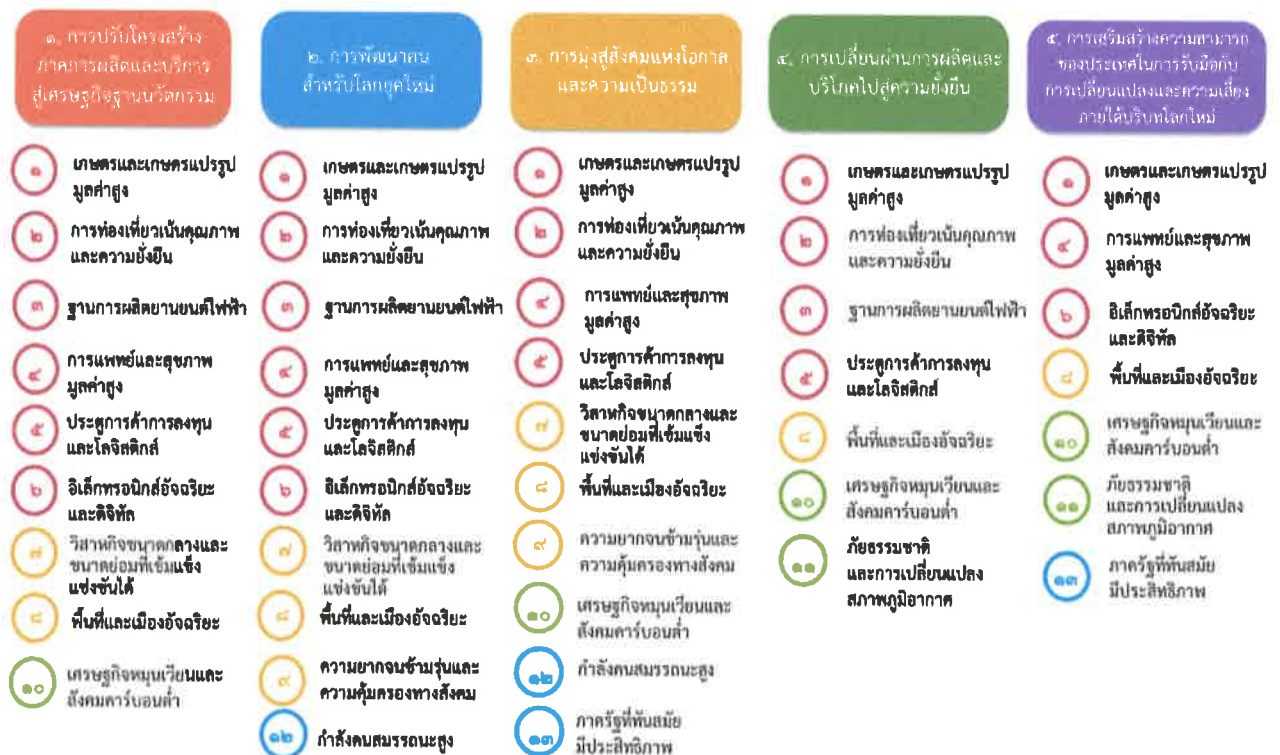 ๑. การปรับโครงสร้าง
ภาคการผลิตและบริการ
สู่เศรษฐกิจฐานนวัตกรรม
๑
เกษตรและเกษตรแปรรูป
มูลค่าสูง
๒
การท่องเที่ยวเน้นคุณภาพ
และความยั่งยืน
๓
ฐานการผลิตยานยนต์ไฟฟ้า
๔
การแพทย์และสุขภาพ
มูลค่าสูง
๕
ประตูการค้าการลงทุน
และโลจิสติกส์
๖
อิเล็กทรอนิกส์อัจฉริยะ
และดิจิทัล
๗
วิสาหกิจขนาดกลางและ
ขนาดย่อมที่เข้มแข็ง
แข่งขันได้
๘
พื้นที่และเมืองอัจฉริยะ
๑๐
เศรษฐกิจหมุนเวียนและ
สังคมคาร์บอนต่ำ
๒. การพัฒนาคน
สำหรับโลกยุคใหม่
๑
เกษตรและเกษตรแปรรูป
มูลค่าสูง
๒
การท่องเที่ยวเน้นคุณภาพ
และความยั่งยืน
๓
ฐานการผลิตยานยนต์ไฟฟ้า
๔
การแพทย์และสุขภาพ
มูลค่าสูง
๕
ประตูการค้าการลงทุน
และโลจิสติกส์
๖
อิเล็กทรอนิกส์อัจฉริยะ
และดิจิทัล
๗
วิสาหกิจขนาดกลางและ
ขนาดย่อมที่เข้มแข็ง
แข่งขันได้
๘
พื้นที่และเมืองอัจฉริยะ
๙
ความยากจนข้ามรุ่นและ
ความคุ้มครองทางสังคม
๑๒
กำลังคนสมรรถนะสูง
๓. การมุ่งสู่สังคมแห่งโอกาส
และความเป็นธรรม
๑
เกษตรและเกษตรแปรรูป
มูลค่าสูง
๒
การท่องเที่ยวเน้นคุณภาพ
และความยั่งยืน
๔
การแพทย์และสุขภาพ
มูลค่าสูง
๕
ประตูการค้าการลงทุน
และโลจิสติกส์
๗
วิสาหกิจขนาดกลางและ
ขนาดย่อมที่เข้มแข็ง
แข่งขันได้
๘
พื้นที่และเมืองอัจฉริยะ
๙
ความยากจนข้ามรุ่นและ
ความคุ้มครองทางสังคม
๑๐
เศรษฐกิจหมุนเวียนและ
สังคมคาร์บอนต่ำ
๑๒
กำลังคนสมรรถนะสูง
๑๓
ภาครัฐที่ทันสมัย
มีประสิทธิภาพ
๔. การเปลี่ยนผ่านการผลิตและ
บริโภคไปสู่ความยั่งยืน
๑
เกษตรและเกษตรแปรรูป
มูลค่าสูง
๒
การท่องเที่ยวเน้นคุณภาพ
และความยั่งยืน
๓
ฐานการผลิตยานยนต์ไฟฟ้า
๕
ประตูการค้าการลงทุน
และโลจิสติกส์
๘
พื้นที่และเมืองอัจฉริยะ
๑๐
เศรษฐกิจหมุนเวียนและ
สังคมคาร์บอนต่ำ
๑๑
ภัยธรรมชาติ
และการเปลี่ยนแปลง
สภาพภูมิอากาศ
๕. การเสริมสร้างความสามารถ
ของประเทศในการรับมือกับ
การเปลี่ยนแปลงและความเสี่ยง
ภายใต้บริบทโลกใหม่
๑
เกษตรและเกษตรแปรรูป
มูลค่าสูง
๔
การแพทย์และสุขภาพ
มูลค่าสูง
๖
อิเล็กทรอนิกส์อัจฉริยะ
และดิจิทัล
๘
พื้นที่และเมืองอัจฉริยะ
๑๐
เศรษฐกิจหมุนเวียนและ
สังคมคาร์บอนต่ำ
๑๑
ภัยธรรมชาติ
และการเปลี่ยนแปลง
สภาพภูมิอากาศ
๑๓
ภาครัฐที่ทันสมัย
มีประสิทธิภาพ